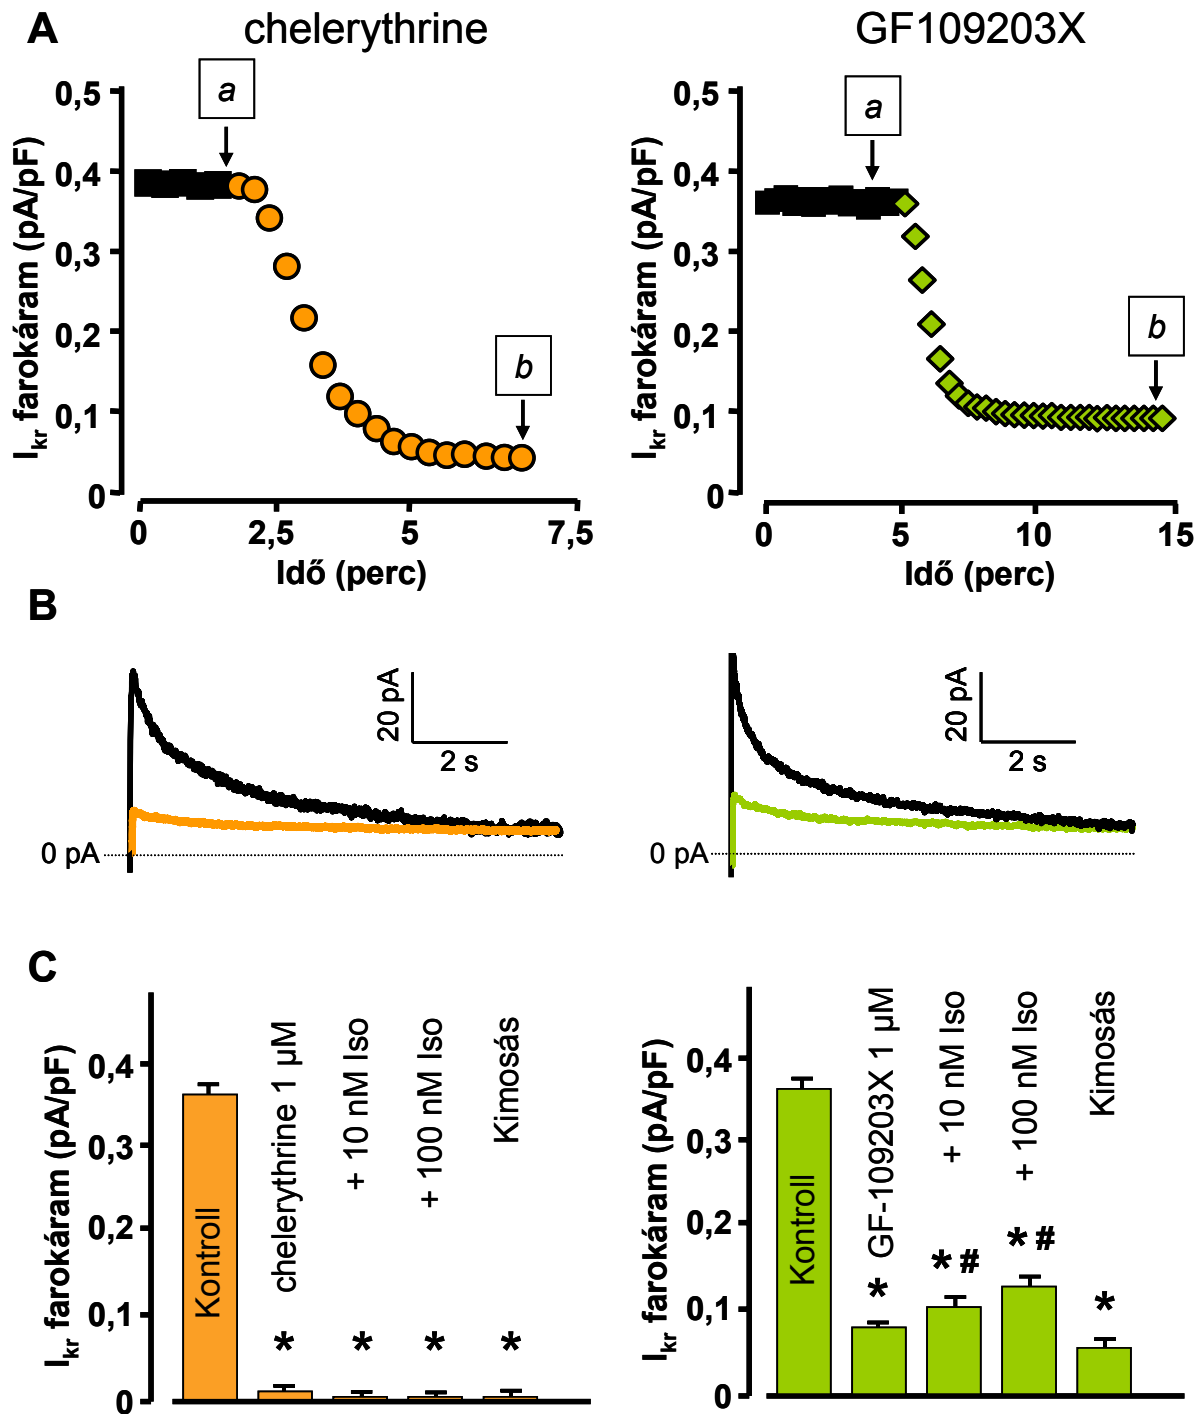 A
chelerythrine
GF109203X
I_kr farokáram (pA/pF)
0,5
0,4
0,3
0,2
0,1
0
a
b
0 2,5 5 7,5
Idő (perc)
I_kr farokáram (pA/pF)
0,5
0,4
0,3
0,2
0,1
0
a
b
0 5 10 15
Idő (perc)
B
20 pA
2 s
0 pA
20 pA
2 s
0 pA
C
I_kr farokáram (pA/pF)
0,4
0,3
0,2
0,1
0
Kontroll
chelerythrine 1 µM
+ 10 nM Iso
+ 100 nM Iso
Kimosás
* * * *
I_kr farokáram (pA/pF)
0,4
0,3
0,2
0,1
0
Kontroll
GF-109203X 1 µM
+ 10 nM Iso
+ 100 nM Iso
Kimosás
* *# *# *